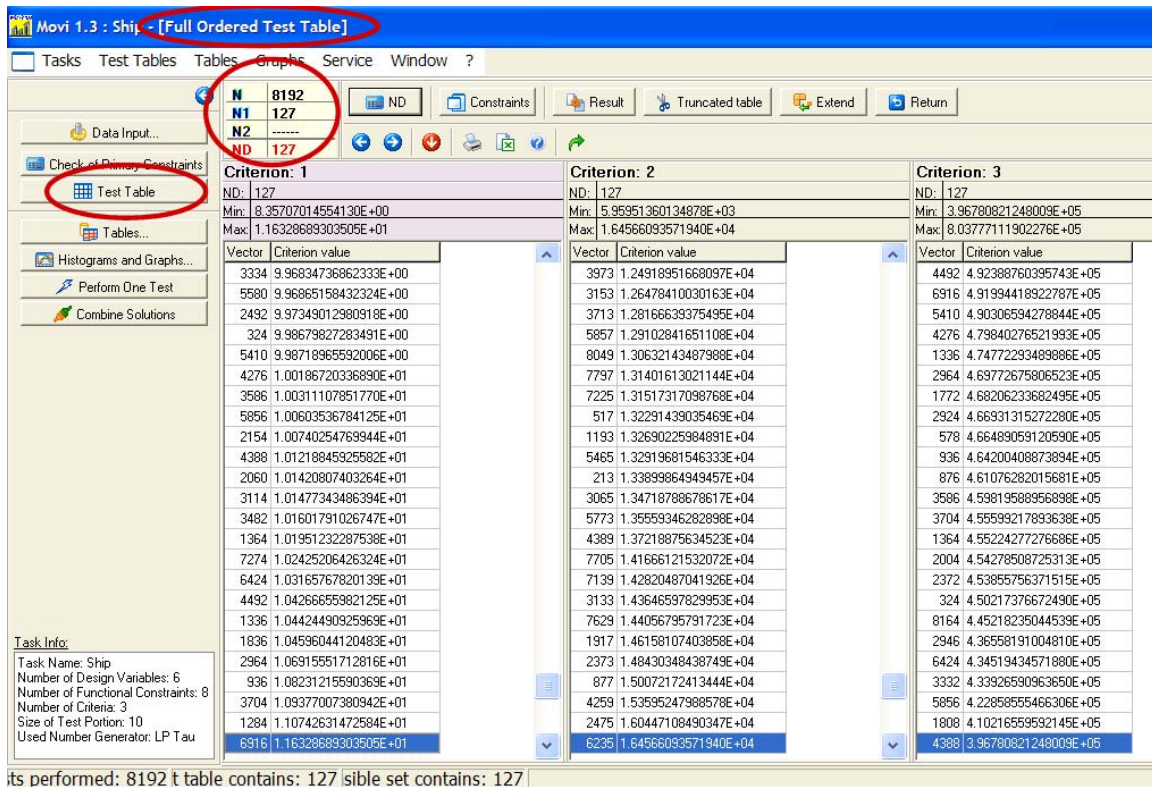 Movi 1.3 : Ship - [Full Ordered Test Table]
Tasks Test Tables Tables Graphs Service Window ?
N 8192
N1 127
N2 ------
ND 127
ND Constraints Result Truncated table Extend Return
Data Input...
Check of Primary Constraints
Test Table
Tables...
Histograms and Graphs...
Perform One Test
Combine Solutions
Task Info:
Task Name: Ship
Number of Design Variables: 6
Number of Functional Constraints: 8
Number of Criteria: 3
Size of Test Portion: 10
Used Number Generator: LP Tau
Criterion: 1
ND: 127
Min: 8.35707014554130E+00
Max: 1.16328689303505E+01
Vector Criterion value
3334 9.96834736862333E+00
5580 9.96865158432324E+00
2492 9.97349012980918E+00
324 9.98679827283491E+00
5410 9.98718965592006E+00
4276 1.00186720336890E+01
3586 1.00311107851770E+01
5856 1.00603536784125E+01
2154 1.00740254769944E+01
4388 1.01218845925582E+01
2060 1.01420807403264E+01
3114 1.01477343486394E+01
3482 1.01601791026747E+01
1364 1.01951232287538E+01
7274 1.02425206426324E+01
6424 1.03165767820139E+01
4492 1.04266655982125E+01
1336 1.04424490925969E+01
1836 1.04596044120483E+01
2964 1.06915551712816E+01
936 1.08231215590369E+01
3704 1.09377007380942E+01
1284 1.10742631472584E+01
6916 1.16328689303505E+01
Criterion: 2
ND: 127
Min: 5.95951360134878E+03
Max: 1.64566093571940E+04
Vector Criterion value
3973 1.24918951668097E+04
3153 1.26478410030163E+04
3713 1.28166639375495E+04
5857 1.29102841651108E+04
8049 1.30632143487988E+04
7797 1.31401613021144E+04
7225 1.31517317098768E+04
517 1.32291439035469E+04
1193 1.32690225984891E+04
5465 1.32919681546333E+04
213 1.33899864949457E+04
3065 1.34718788678617E+04
5773 1.35559346282898E+04
4389 1.37218875634523E+04
7705 1.41666121532072E+04
7139 1.42820487041926E+04
3133 1.43646597829953E+04
7629 1.44056795791723E+04
1917 1.46158107403858E+04
2373 1.48430348438749E+04
877 1.50072172413444E+04
4259 1.53595247988578E+04
2475 1.60447108490347E+04
6235 1.64566093571940E+04
Criterion: 3
ND: 127
Min: 3.96780821248009E+05
Max: 8.03777111902276E+05
Vector Criterion value
4492 4.92388760395743E+05
6916 4.91994418922787E+05
5410 4.90306594278844E+05
4276 4.79840276521993E+05
1336 4.74772293489886E+05
2964 4.69772675806523E+05
1772 4.68206233682495E+05
2924 4.66931315272280E+05
578 4.66489059120590E+05
936 4.64200408873894E+05
876 4.61076282015681E+05
3586 4.59819588956898E+05
3704 4.55599217893638E+05
1364 4.55224277276686E+05
2004 4.54278508725313E+05
2372 4.53855756371515E+05
324 4.50217376672490E+05
8164 4.45218235044539E+05
2946 4.36558191004810E+05
6424 4.34519434571880E+05
3332 4.33926590963650E+05
5856 4.22858555466306E+05
1808 4.10216559592145E+05
4388 3.96780821248009E+05
sts performed: 8192 t table contains: 127 sible set contains: 127